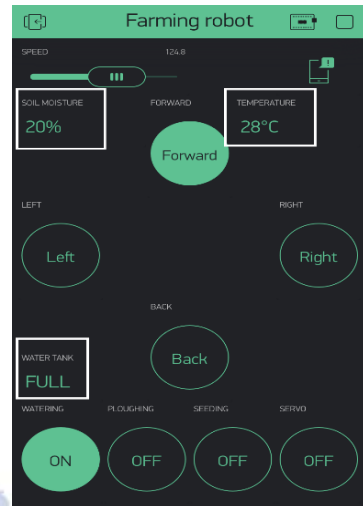 Farming robot
SPEED 124.8
SOIL MOISTURE FORWARD TEMPERATURE
20% 28°C
Forward
LEFT RIGHT
Left Right
BACK
WATER TANK Back
FULL
WATERING PLOUGHING SEEDING SERVO
ON OFF OFF OFF